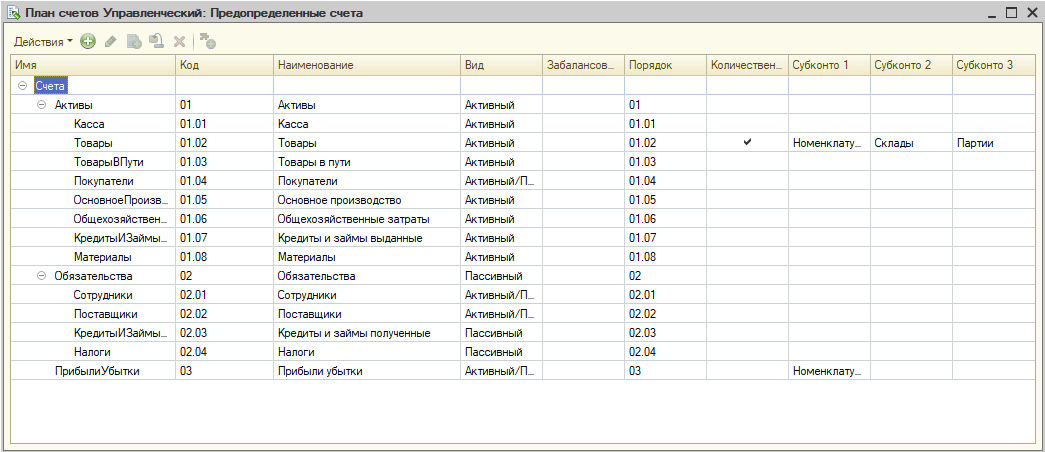 План счетов Управленческий: Предопределенные счета
Действия
Имя Код Наименование Вид Забалансов... Порядок Количествен... Субконто 1 Субконто 2 Субконто 3
Счета
Активы 01 Активы Активный 01
Касса 01.01 Касса Активный 01.01
Товары 01.02 Товары Активный 01.02 Номенклату... Склады Партии
ТоварыВПути 01.03 Товары в пути Активный 01.03
Покупатели 01.04 Покупатели Активный/П... 01.04
ОсновноеПроизв... 01.05 Основное производство Активный 01.05
Общехозяйствен... 01.06 Общехозяйственные затраты Активный 01.06
КредитыИЗаймы... 01.07 Кредиты и займы выданные Активный 01.07
Материалы 01.08 Материалы Активный 01.08
Обязательства 02 Обязательства Пассивный 02
Сотрудники 02.01 Сотрудники Активный/П... 02.01
Поставщики 02.02 Поставщики Активный/П... 02.02
КредитыИЗаймы... 02.03 Кредиты и займы полученные Пассивный 02.03
Налоги 02.04 Налоги Пассивный 02.04
ПрибылиУбытки 03 Прибыли убытки Активный/П... 03 Номенклату...